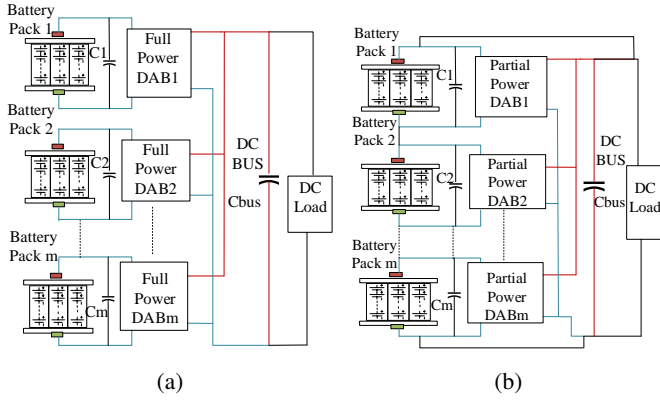 Battery
Pack 1
C1
Full
Power
DAB1
Battery
Pack 2
C2
Full
Power
DAB2
Battery
Pack m
Cm
Full
Power
DABm
DC
BUS
Cbus
DC
Load
(a)
Battery
Pack 1
C1
Partial
Power
DAB1
Battery
Pack 2
C2
Partial
Power
DAB2
Battery
Pack m
Cm
Partial
Power
DABm
DC
BUS
Cbus
DC
Load
(b)